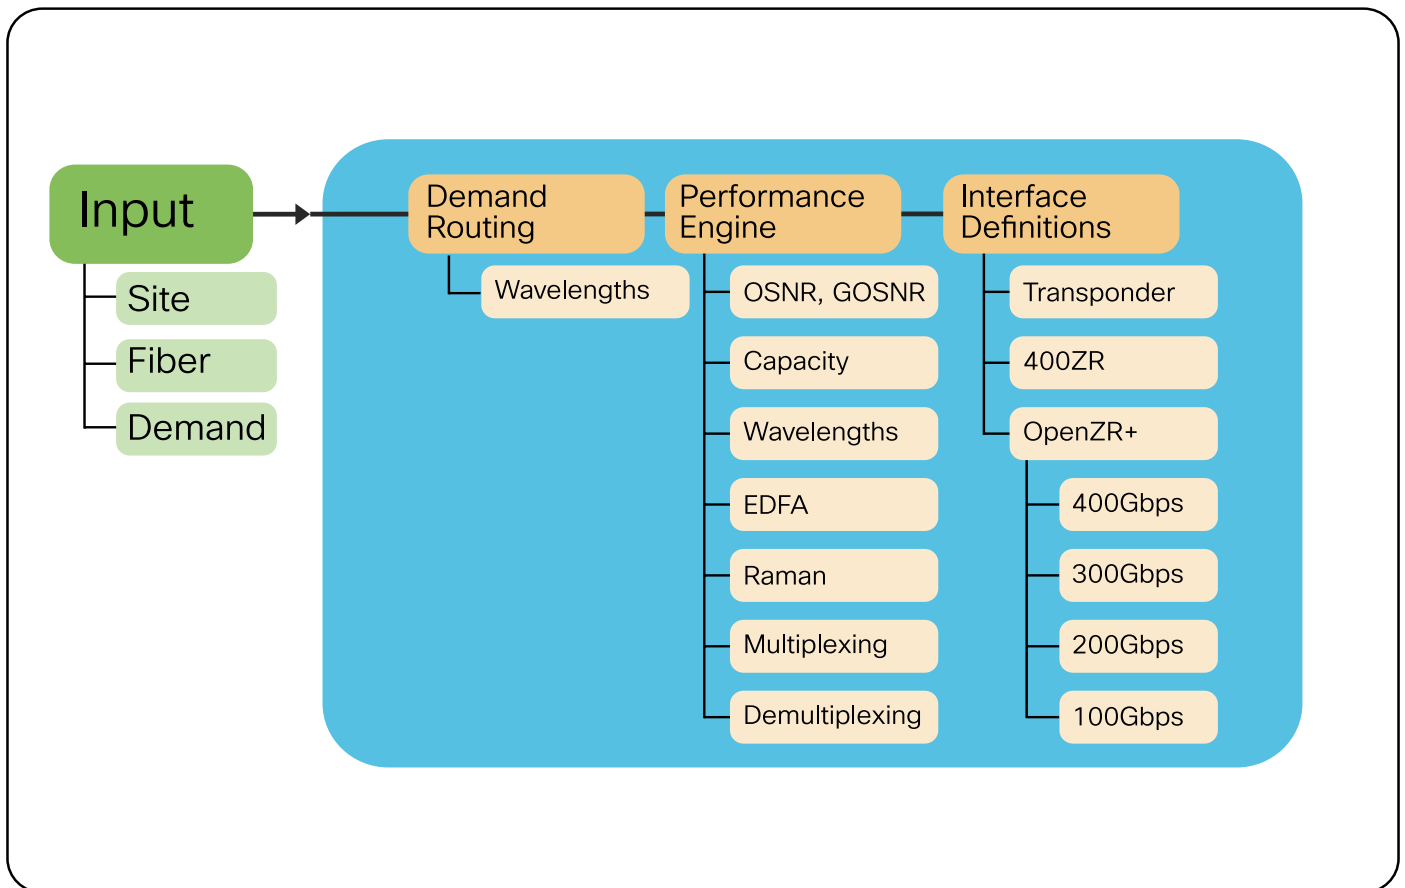 Input
Site
Fiber
Demand
Demand
Routing
Wavelengths
Performance
Engine
OSNR, GOSNR
Capacity
Wavelengths
EDFA
Raman
Multiplexing
Demultiplexing
Interface
Definitions
Transponder
400ZR
OpenZR+
400Gbps
300Gbps
200Gbps
100Gbps